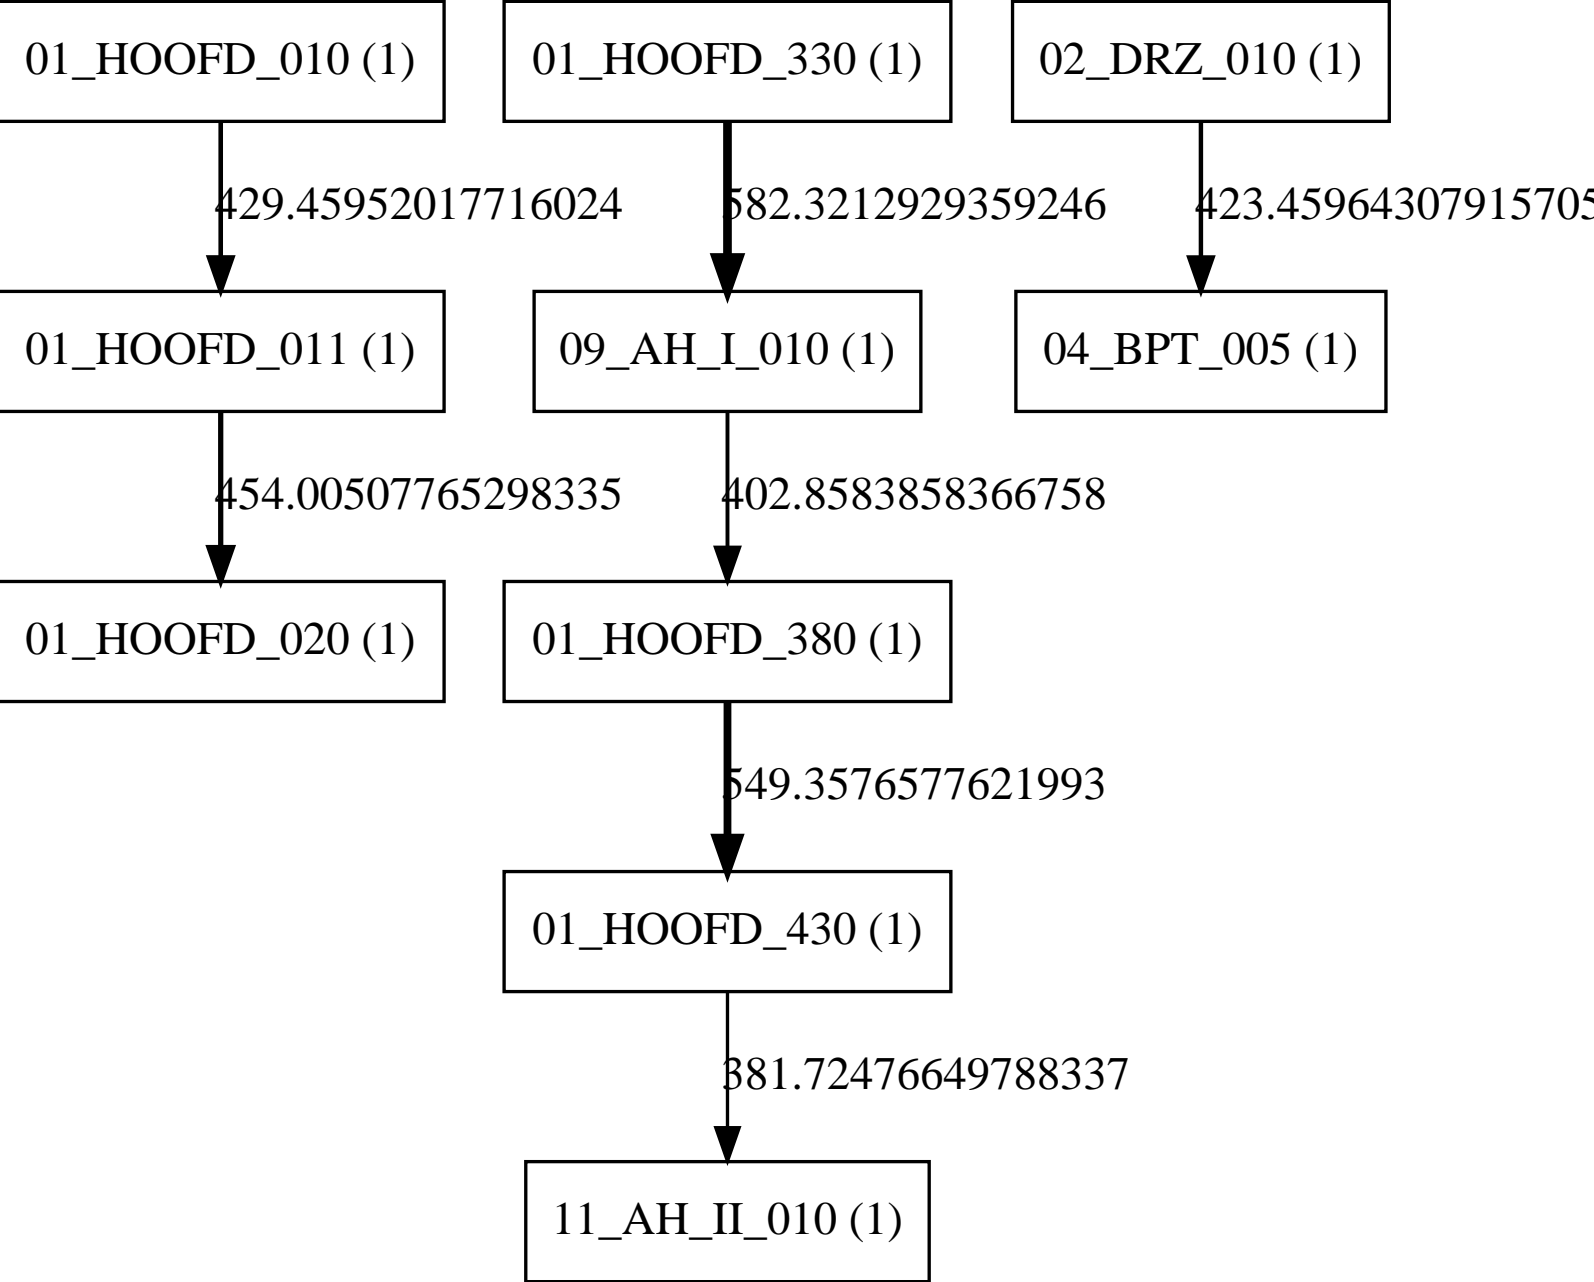 01_HOOFD_010 (1)
01_HOOFD_330 (1)
02_DRZ_010 (1)
429.45952017716024
582.3212929359246
423.45964307915705
01_HOOFD_011 (1)
09_AH_I_010 (1)
04_BPT_005 (1)
454.00507765298335
402.8583858366758
01_HOOFD_020 (1)
01_HOOFD_380 (1)
549.3576577621993
01_HOOFD_430 (1)
381.72476649788337
11_AH_II_010 (1)